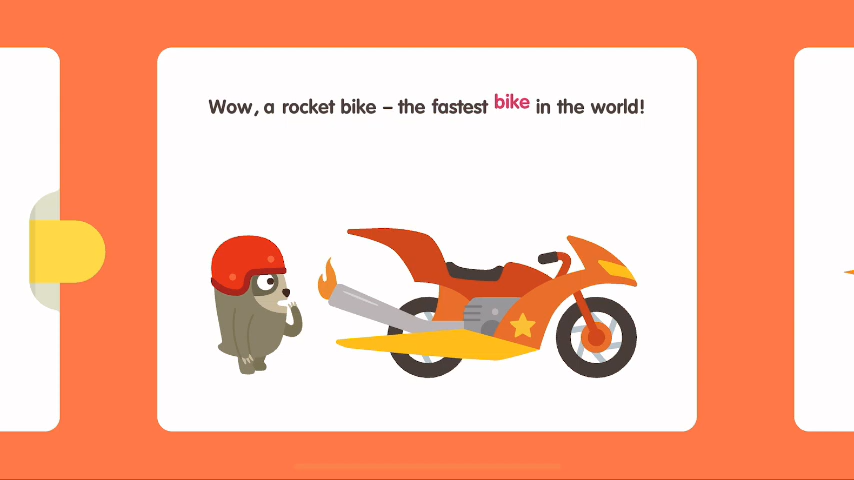 Wow, a rocket bike – the fastest bike in the world!